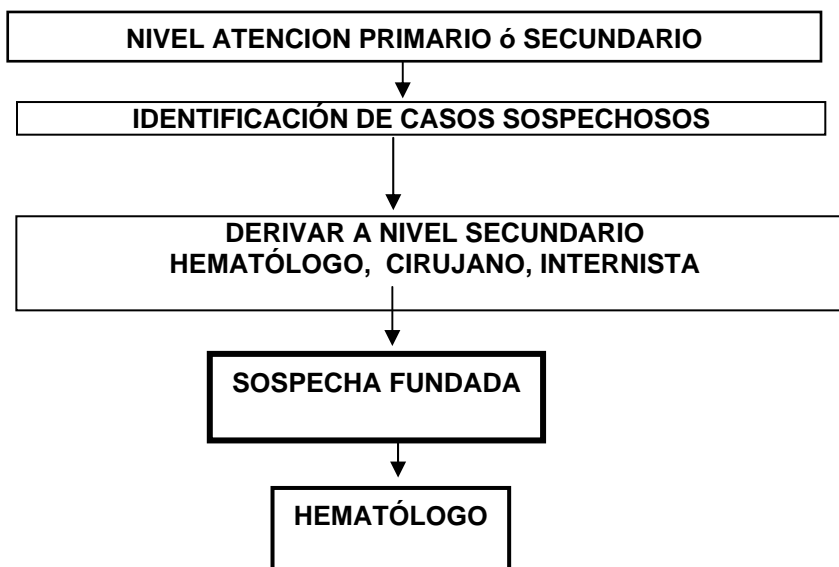 NIVEL ATENCION PRIMARIO ó SECUNDARIO
IDENTIFICACIÓN DE CASOS SOSPECHOSOS
DERIVAR A NIVEL SECUNDARIO
HEMATÓLOGO, CIRUJANO, INTERNISTA
SOSPECHA FUNDADA
HEMATÓLOGO